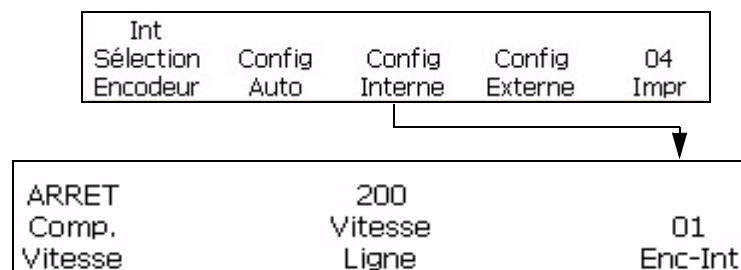 Int
Sélection Config Config Config 04
Encodeur Auto Interne Externe Impr
ARRET 200
Comp. Vitesse 01
Vitesse Ligne Enc-Int